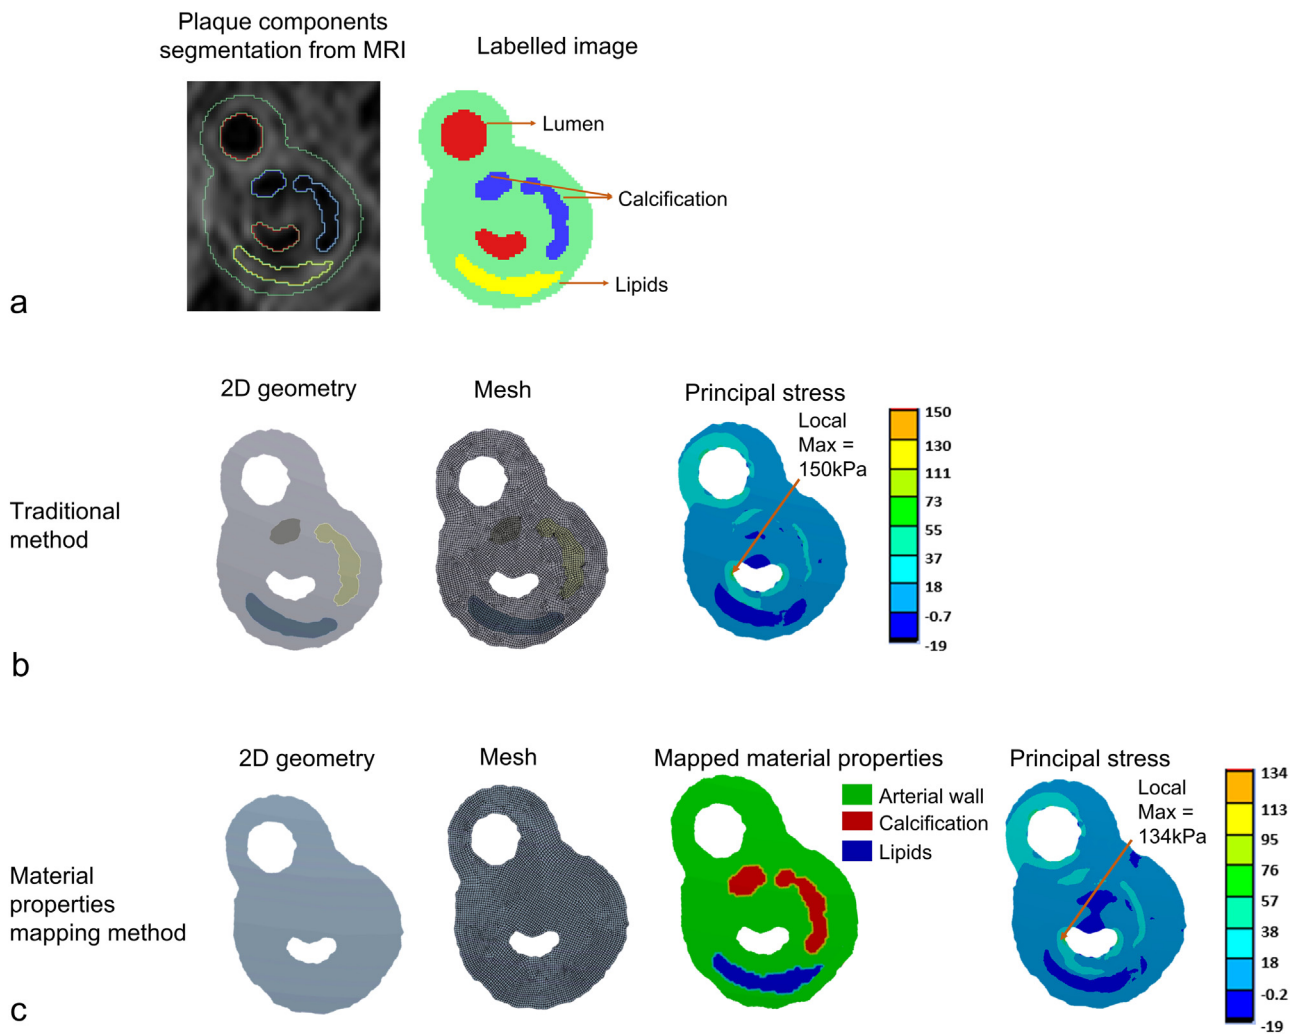 Plaque components
segmentation from MRI
Labelled image
Lumen
Calcification
Lipids
a
2D geometry
Mesh
Principal stress
Local
Max =
150kPa
150
130
111
73
55
37
18
-0.7
-19
Traditional
method
b
2D geometry
Mesh
Mapped material properties
Principal stress
Arterial wall
Calcification
Lipids
Local
Max =
134kPa
134
113
95
76
57
38
18
-0.2
-19
Material
properties
mapping method
c